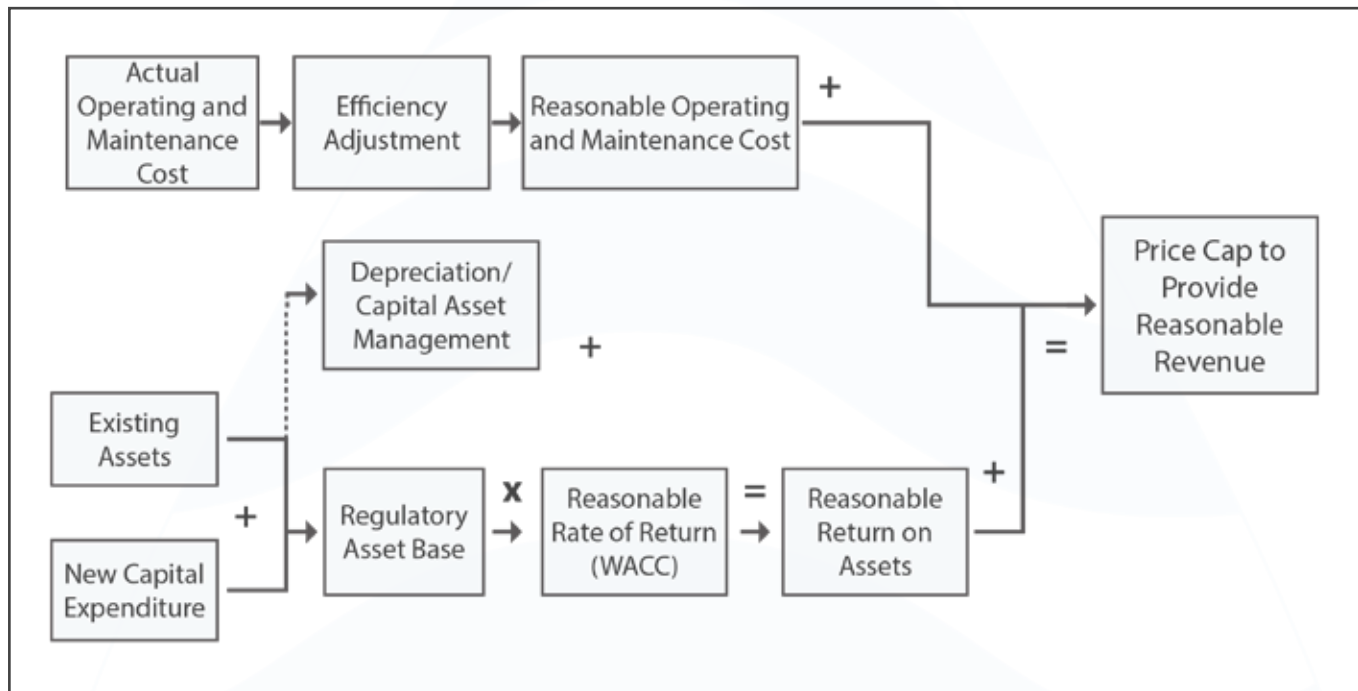 Actual
Operating and
Maintenance
Cost
Efficiency
Adjustment
Reasonable Operating
and Maintenance Cost
+
Depreciation/
Capital Asset
Management
+
Price Cap to
Provide
Reasonable
Revenue
=
Existing
Assets
+
New Capital
Expenditure
Regulatory
Asset Base
x
Reasonable
Rate of Return
(WACC)
=
Reasonable
Return on
Assets
+